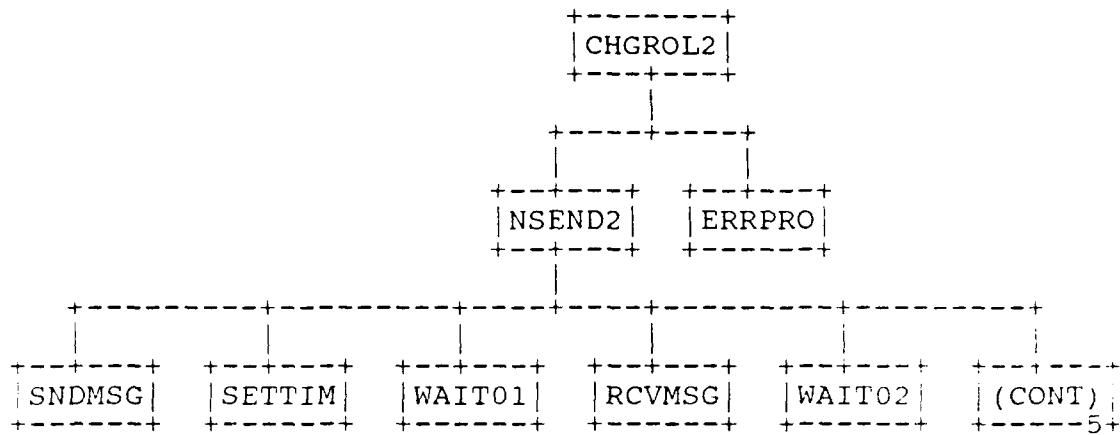 CHGROL2
NSEND2 ERRPRO
SNDMSG SETTIM WAIT01 RCVMSG WAIT02 (CONT)
5